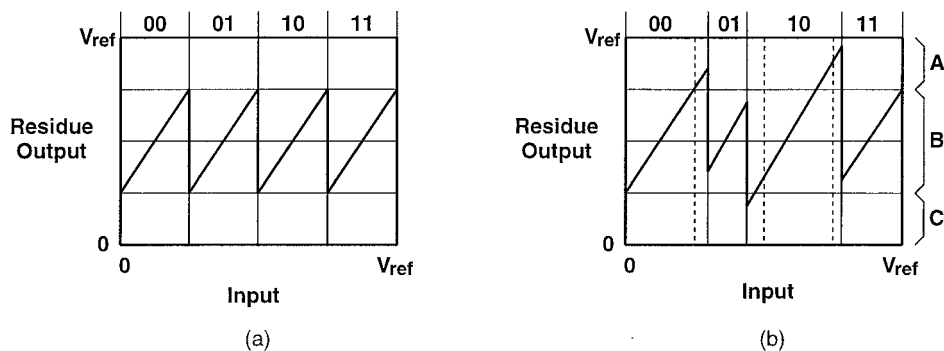 00 01 10 11
Vref
Residue
Output
0
0
Vref
Input
(a)
00 01 10 11
Vref
A
Residue
Output
B
C
0
0
Vref
Input
(b)